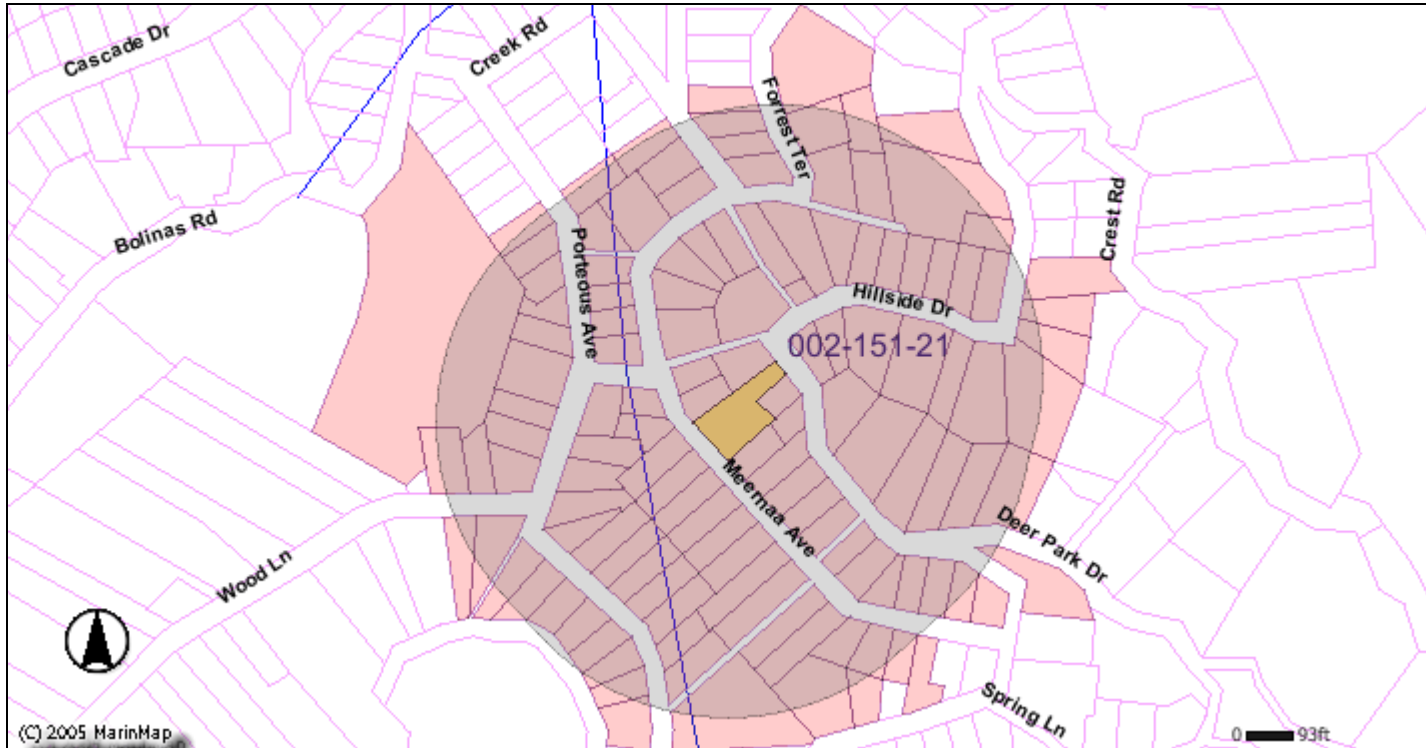 Cascade Dr
Creek Rd
Forrest Ter
Crest Rd
Bolinas Rd
Porteous Ave
Hillside Dr
002-151-21
Meernaa Ave
Deer Park Dr
Wood Ln
Spring Ln
(C) 2005 MarinMap
0 93ft